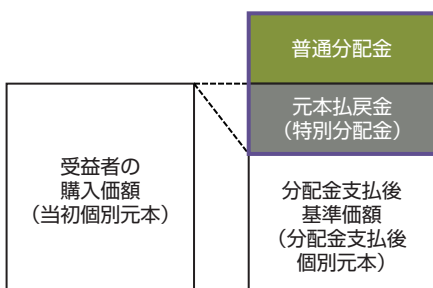 普通分配金
元本払戻金
（特別分配金）
受益者の
購入価額
（当初個別元本）
分配金支払後
基準価額
（分配金支払後
個別元本）